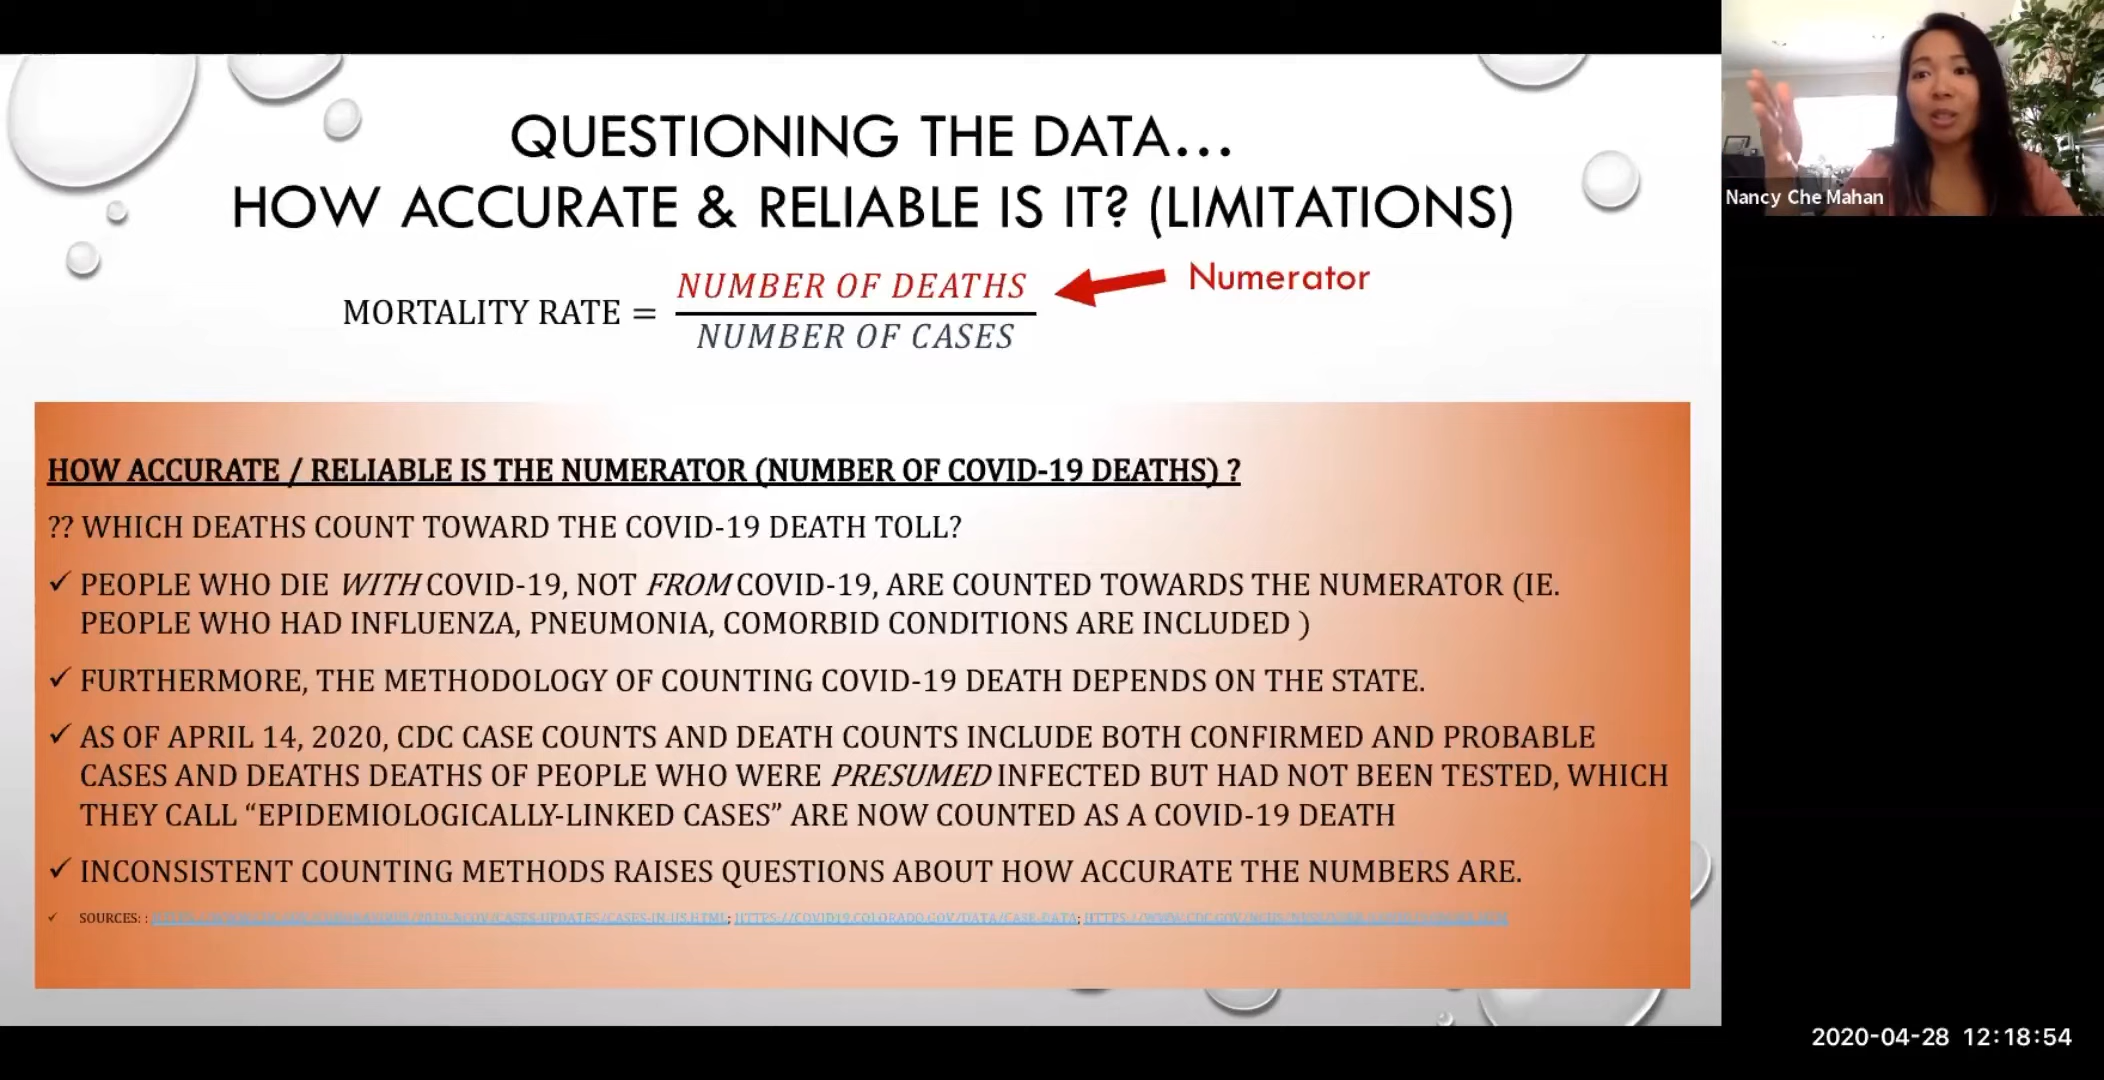 QUESTIONING THE DATA...
HOW ACCURATE & RELIABLE IS IT? (LIMITATIONS)
MORTALITY RATE = NUMBER OF DEATHS
NUMBER OF CASES
Numerator
HOW ACCURATE / RELIABLE IS THE NUMERATOR (NUMBER OF COVID-19 DEATHS) ?
?? WHICH DEATHS COUNT TOWARD THE COVID-19 DEATH TOLL?
✓ PEOPLE WHO DIE WITH COVID-19, NOT FROM COVID-19, ARE COUNTED TOWARDS THE NUMERATOR (IE.
PEOPLE WHO HAD INFLUENZA, PNEUMONIA, COMORBID CONDITIONS ARE INCLUDED )
✓ FURTHERMORE, THE METHODOLOGY OF COUNTING COVID-19 DEATH DEPENDS ON THE STATE.
✓ AS OF APRIL 14, 2020, CDC CASE COUNTS AND DEATH COUNTS INCLUDE BOTH CONFIRMED AND PROBABLE
CASES AND DEATHS DEATHS OF PEOPLE WHO WERE PRESUMED INFECTED BUT HAD NOT BEEN TESTED, WHICH
THEY CALL “EPIDEMIOLOGICALLY-LINKED CASES” ARE NOW COUNTED AS A COVID-19 DEATH
✓ INCONSISTENT COUNTING METHODS RAISES QUESTIONS ABOUT HOW ACCURATE THE NUMBERS ARE.
✓ SOURCES: : HTTPS://COVID19.COLORADO.GOV/DATA/CASE-DATA;
Nancy Che Mahan
2020-04-28 12:18:54